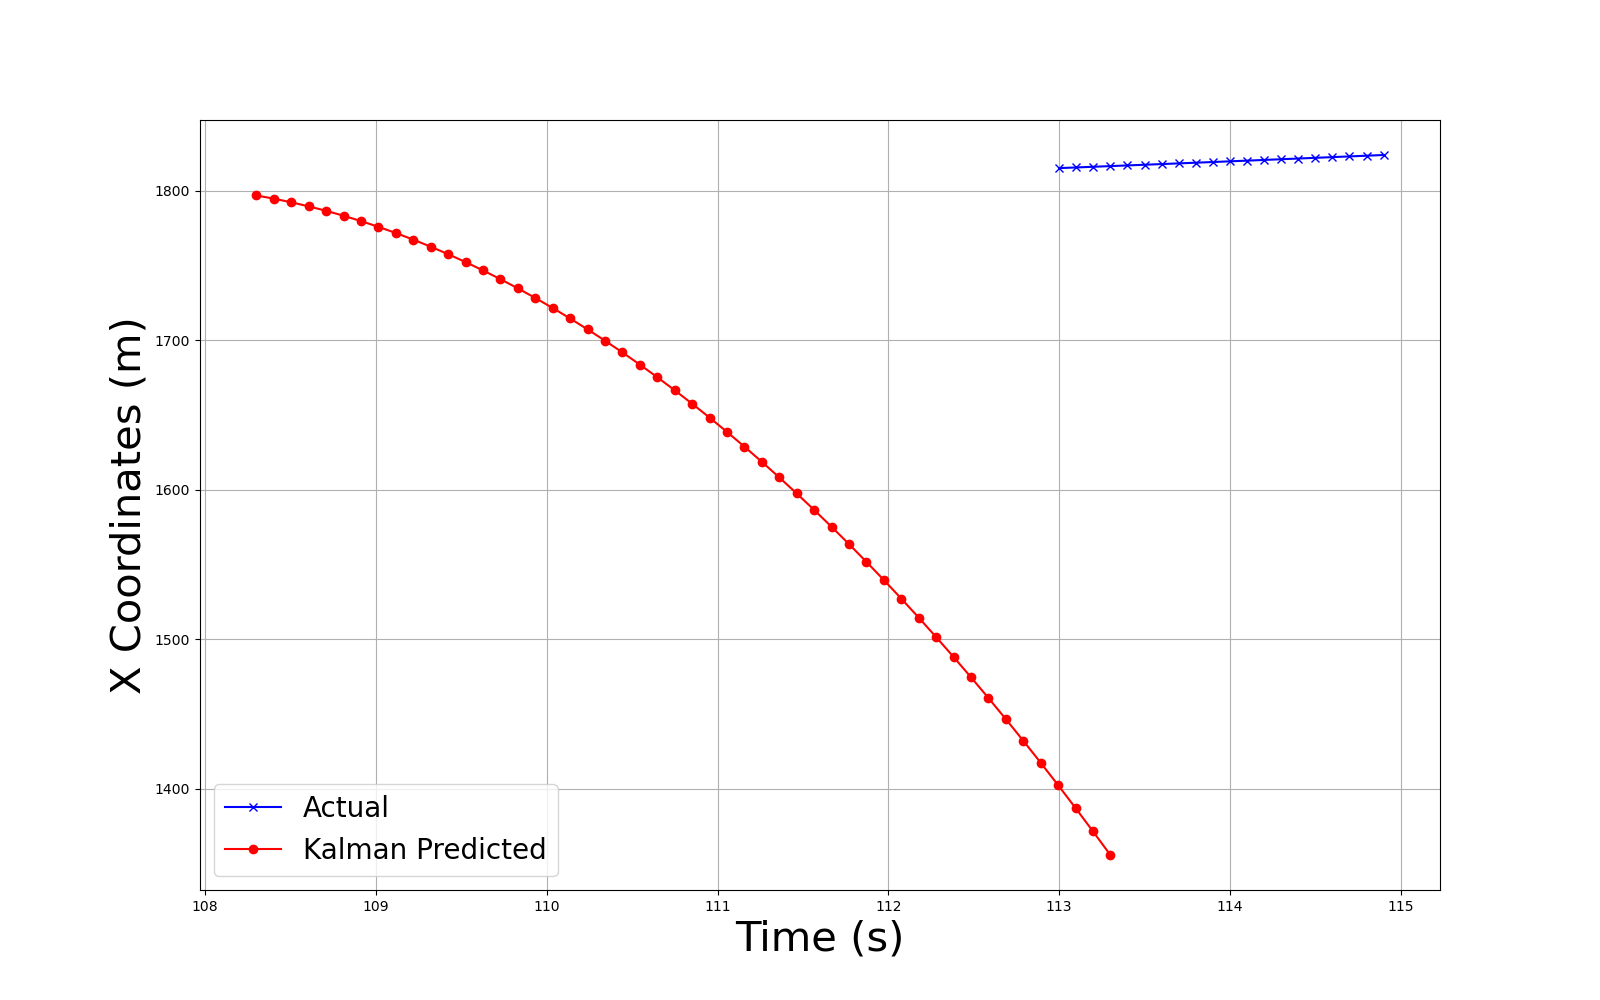 1800
1700
1600
1500
1400
X Coordinates (m)
Actual
Kalman Predicted
108 109 110 111 112 113 114 115
Time (s)